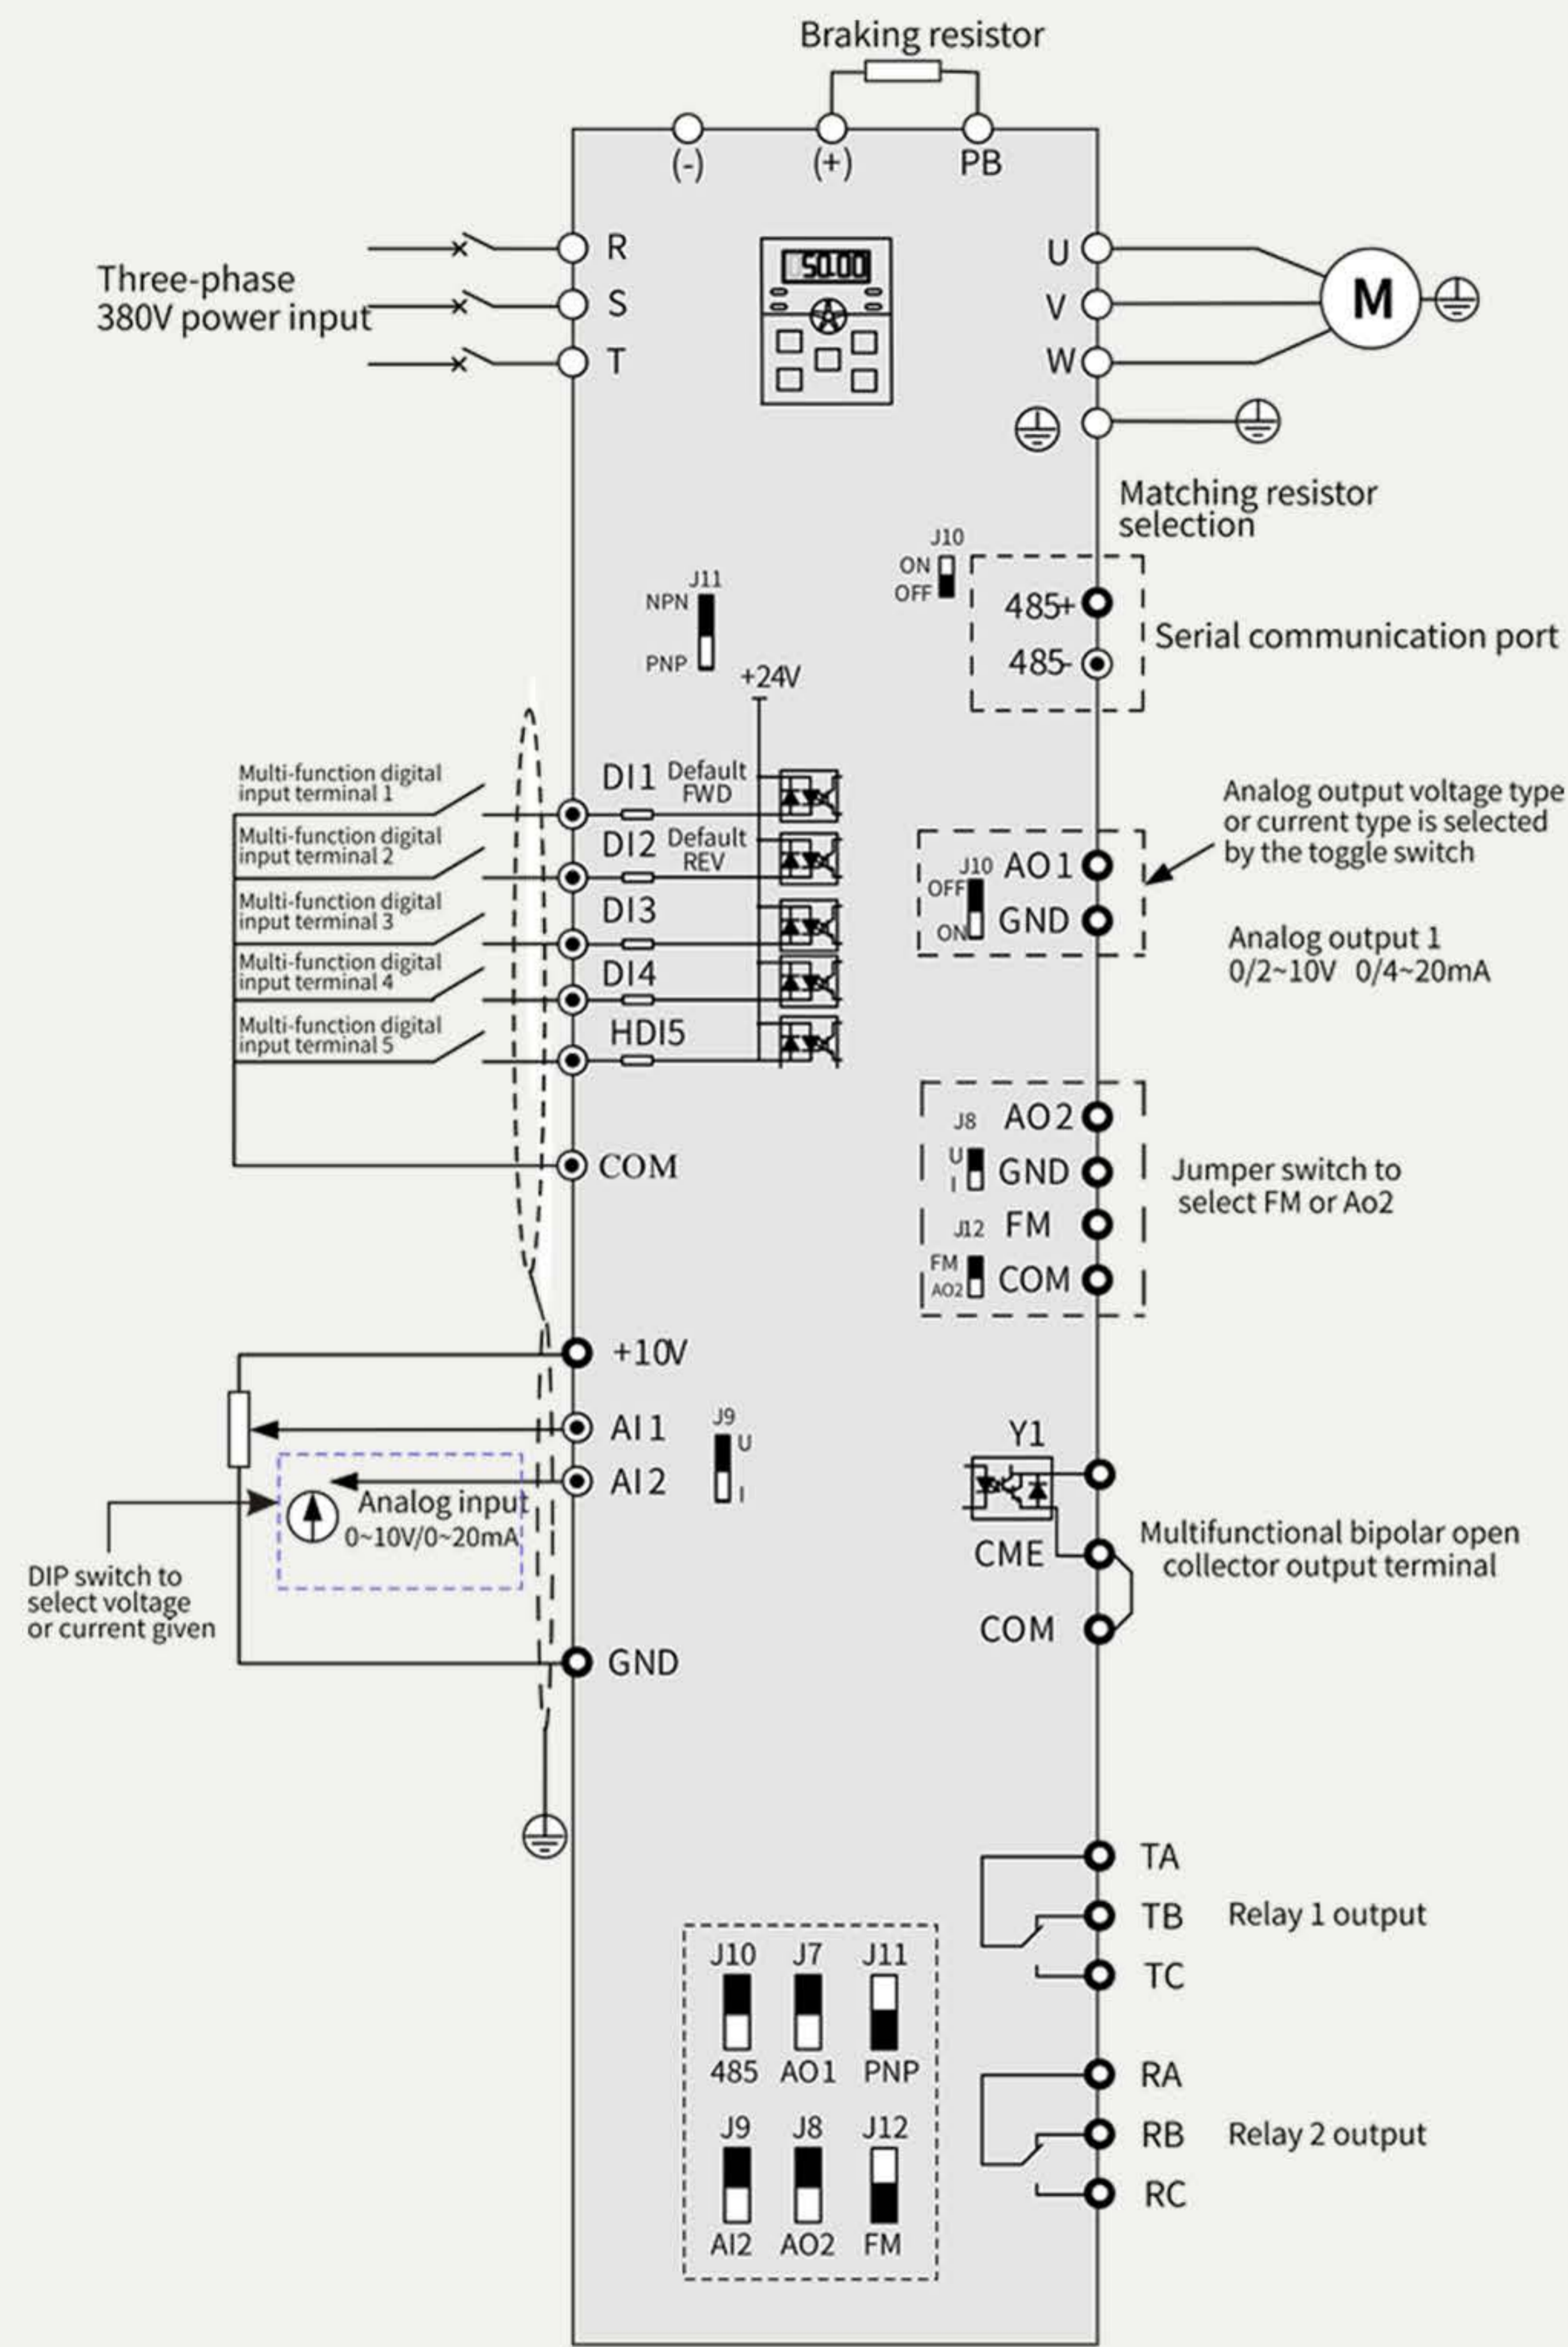 Braking resistor
(-)
(+)
PB
Three-phase
380V power input
R
S
T
50.00
U
V
W
M
Matching resistor
selection
J10
ON
OFF
485+
485-
Serial communication port
J11
NPN
PNP
+24V
Multi-function digital
input terminal 1
Multi-function digital
input terminal 2
Multi-function digital
input terminal 3
Multi-function digital
input terminal 4
Multi-function digital
input terminal 5
DI1 Default
FWD
DI2 Default
REV
DI3
DI4
HDI5
COM
Analog output voltage type
or current type is selected
by the toggle switch
J10
OFF
ON
AO1
GND
Analog output 1
0/2~10V 0/4~20mA
J8
U
I
AO2
GND
J12
FM
AO2
FM
COM
Jumper switch to
select FM or Ao2
+10V
AI1
AI2
J9
U
I
Analog input
0~10V/0~20mA
DIP switch to
select voltage
or current given
GND
Y1
CME
COM
Multifunctional bipolar open
collector output terminal
TA
TB
TC
Relay 1 output
RA
RB
RC
Relay 2 output
J10 J7 J11
485 AO1 PNP
J9 J8 J12
AI2 AO2 FM